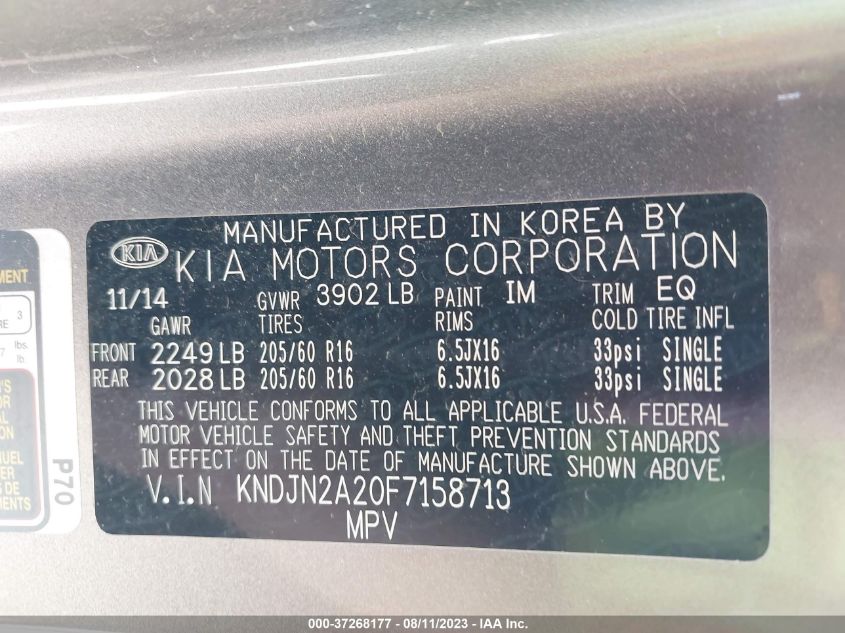 MANUFACTURED IN KOREA BY
KIA KIA MOTORS CORPORATION
11/14 GVWR 3902 LB PAINT IM TRIM EQ
GAWR TIRES RIMS COLD TIRE INFL
FRONT 2249 LB 205/60 R16 6.5JX16 33psi SINGLE
REAR 2028 LB 205/60 R16 6.5JX16 33psi SINGLE
THIS VEHICLE CONFORMS TO ALL APPLICABLE U.S.A. FEDERAL
MOTOR VEHICLE SAFETY AND THEFT PREVENTION STANDARDS
IN EFFECT ON THE DATE OF MANUFACTURE SHOWN ABOVE.
V.I.N KNDJN2A20F7158713
MPV
3
lbs.
lb.
P70
000-37268177 - 08/11/2023 - IAA Inc.